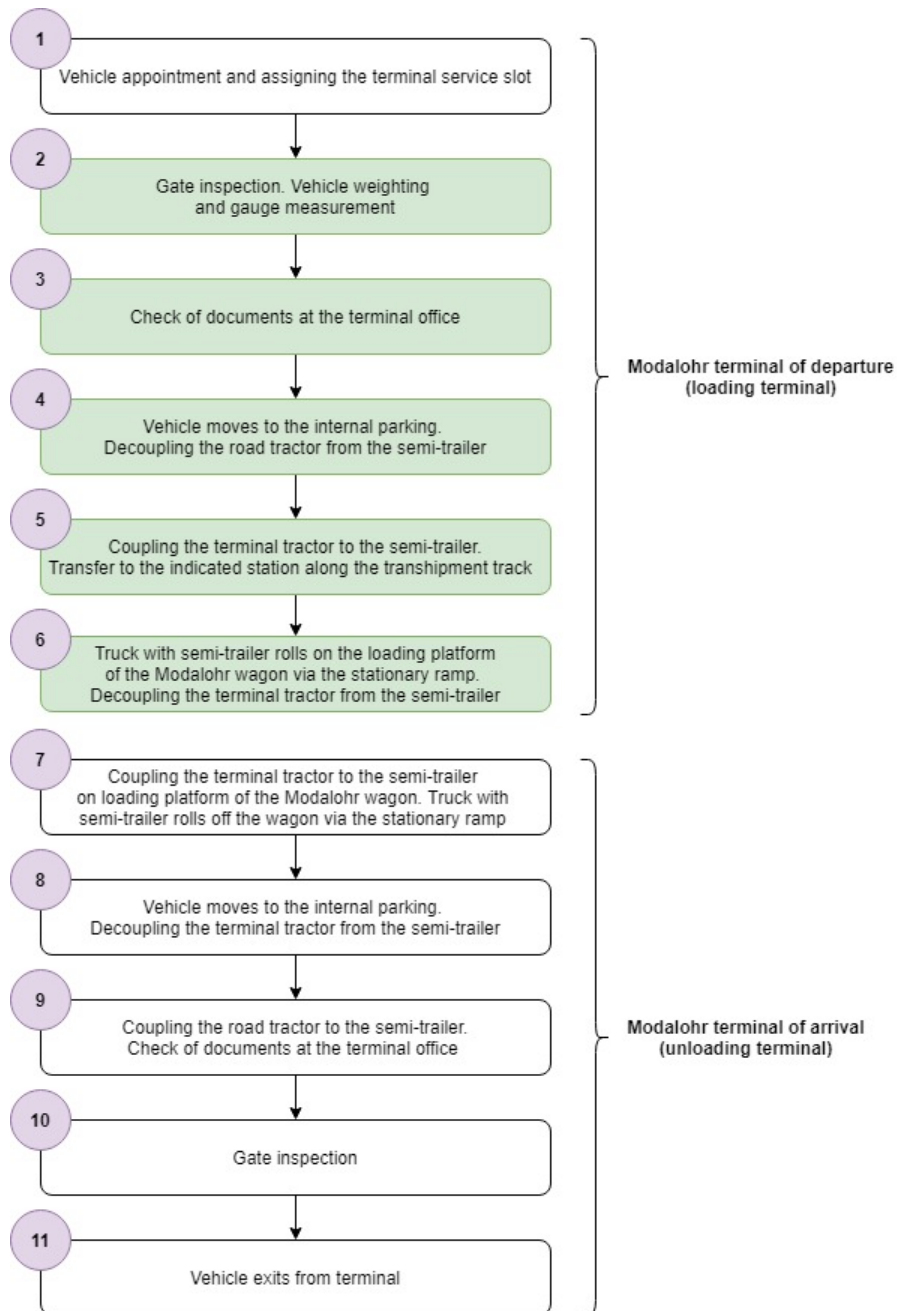 1
Vehicle appointment and assigning the terminal service slot
2
Gate inspection. Vehicle weighting
and gauge measurement
3
Check of documents at the terminal office
4
Vehicle moves to the internal parking.
Decoupling the road tractor from the semi-trailer
5
Coupling the terminal tractor to the semi-trailer.
Transfer to the indicated station along the transhipment track
6
Truck with semi-trailer rolls on the loading platform
of the Modalohr wagon via the stationary ramp.
Decoupling the terminal tractor from the semi-trailer
Modalohr terminal of departure
(loading terminal)
7
Coupling the terminal tractor to the semi-trailer
on loading platform of the Modalohr wagon. Truck with
semi-trailer rolls off the wagon via the stationary ramp
8
Vehicle moves to the internal parking.
Decoupling the terminal tractor from the semi-trailer
9
Coupling the road tractor to the semi-trailer.
Check of documents at the terminal office
10
Gate inspection
11
Vehicle exits from terminal
Modalohr terminal of arrival
(unloading terminal)